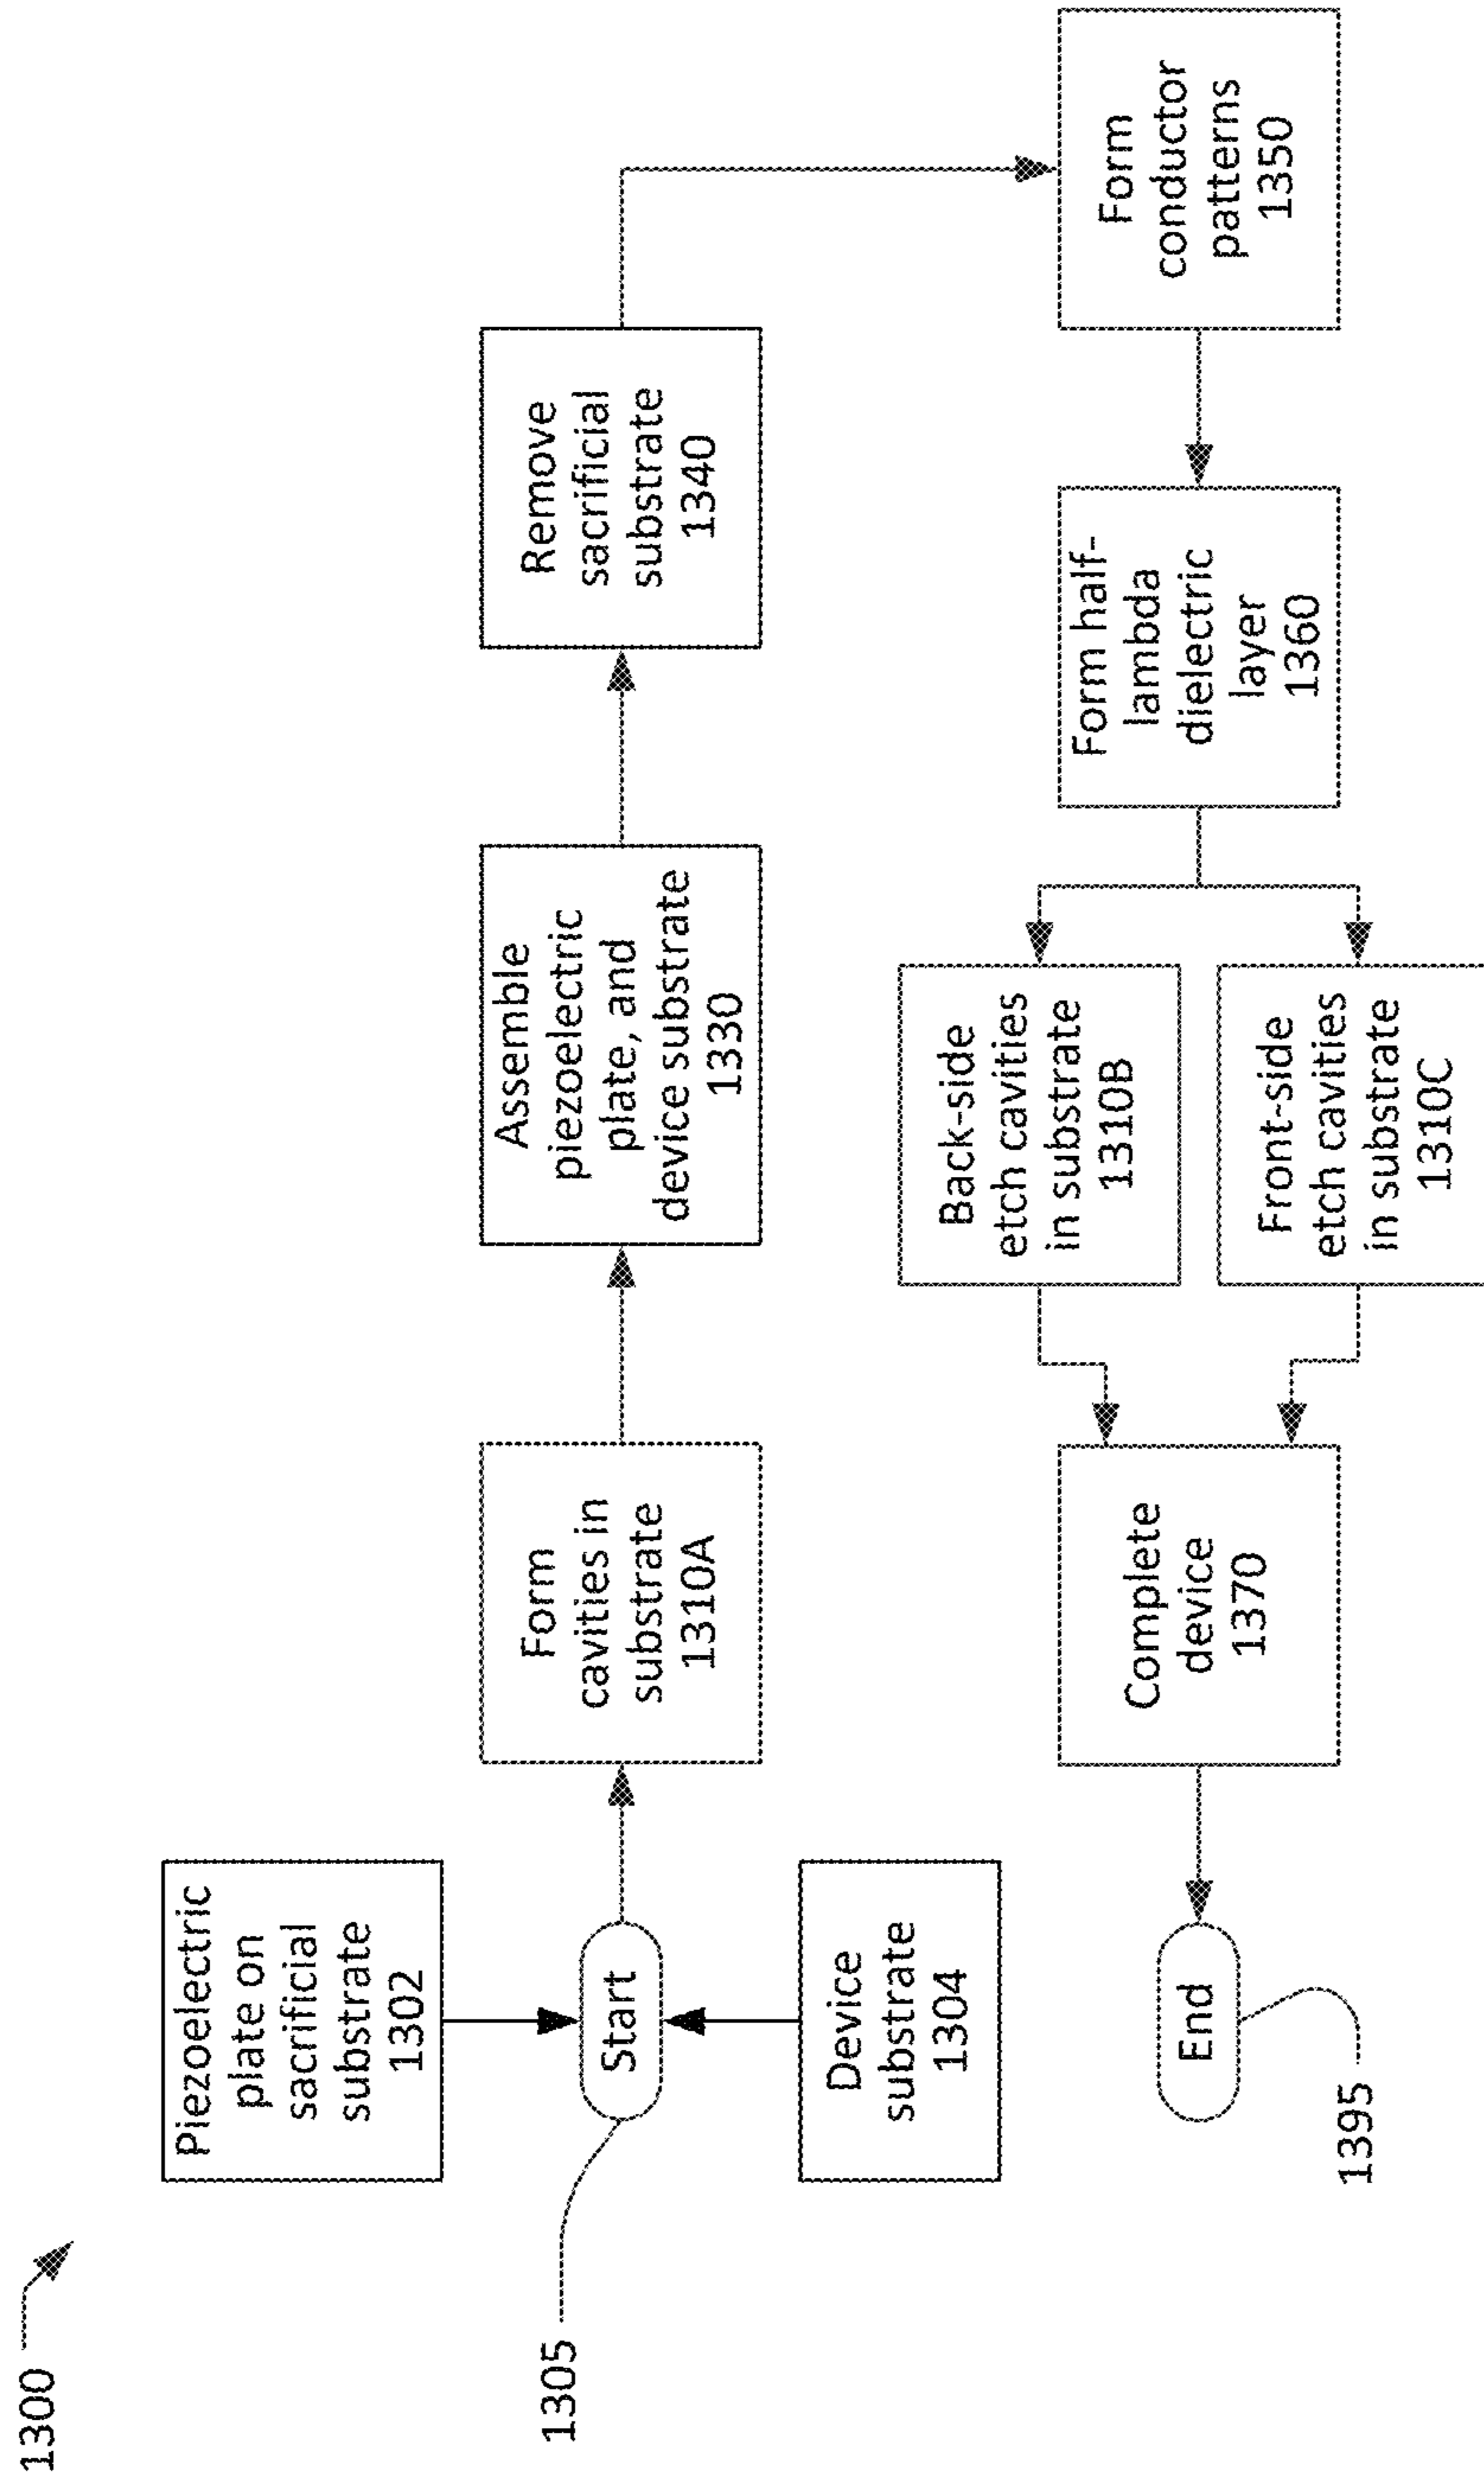 1300
Piezoelectric
plate on
sacrificial
substrate
1302
1305
Start
Device
substrate
1304
Form
cavities in
substrate
1310A
Assemble
piezoelectric
plate, and
device substrate
1330
Remove
sacrificial
substrate
1340
Form
conductor
patterns
1350
Form half-
lambda
dielectric
layer
1360
Back-side
etch cavities
in substrate
1310B
Front-side
etch cavities
in substrate
1310C
Complete
device
1370
End
1395